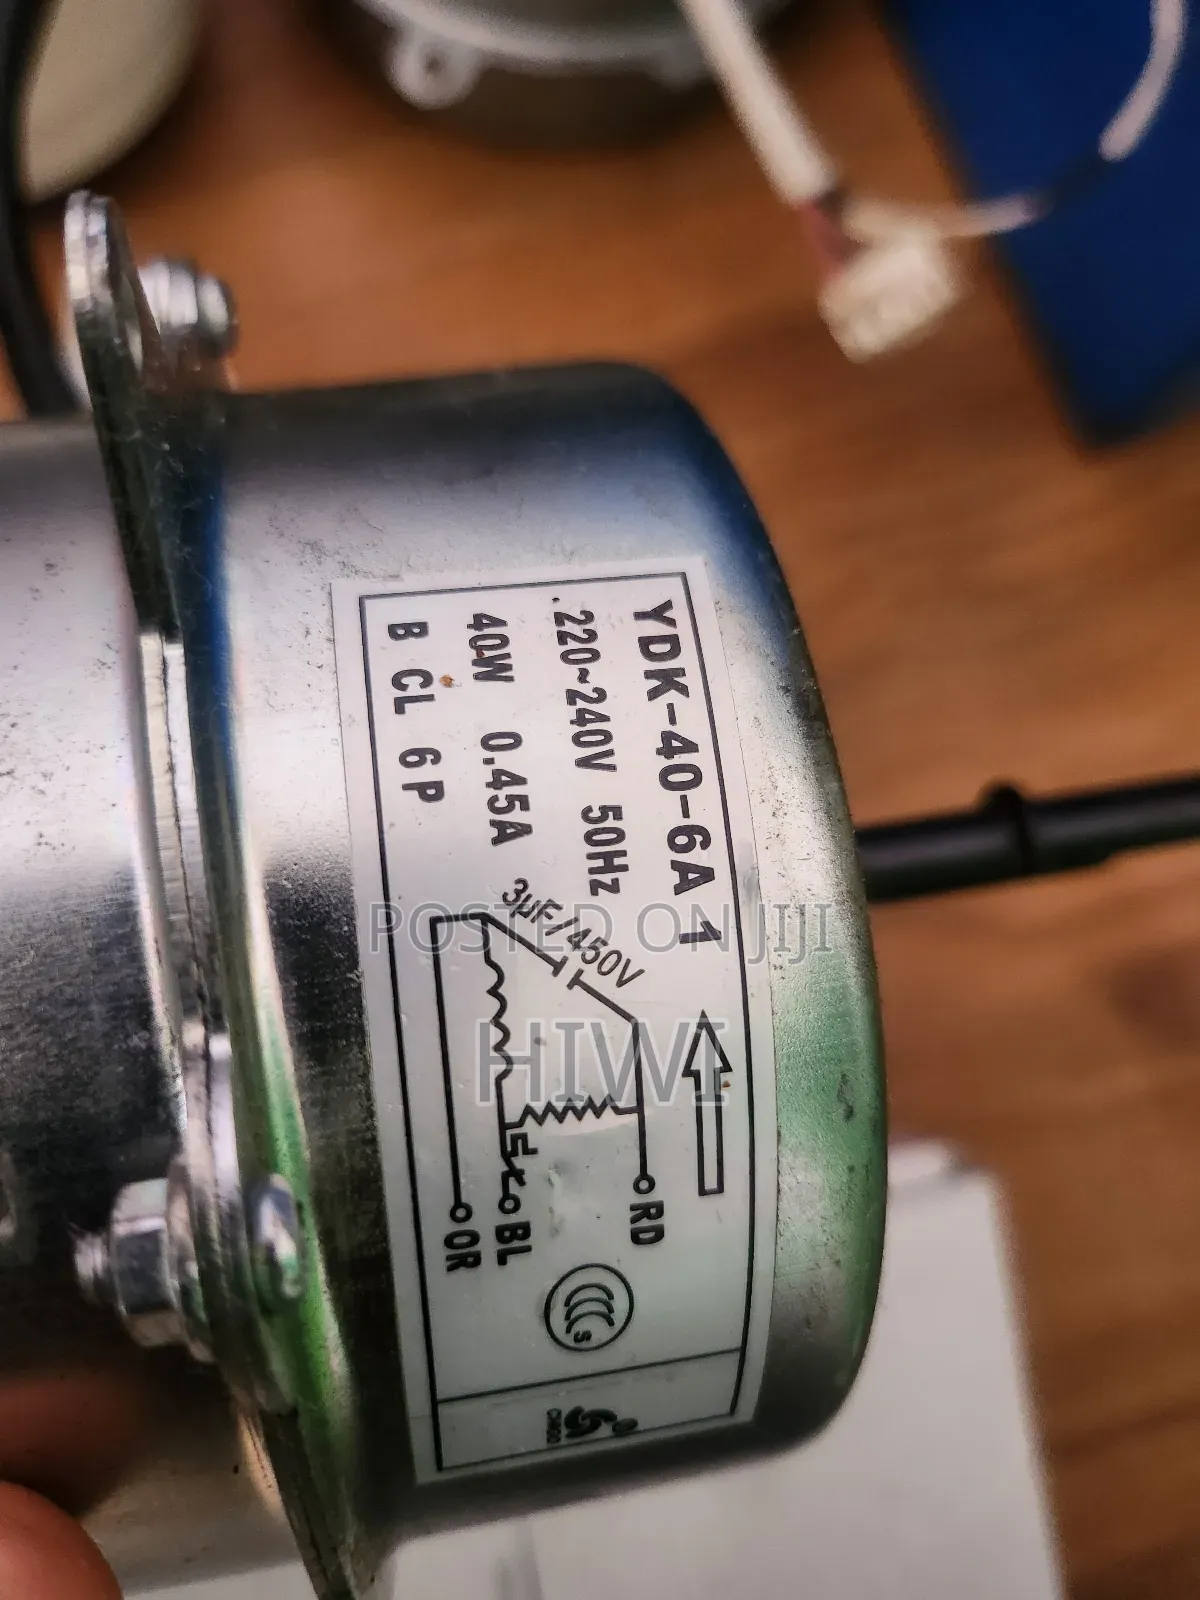 YDK-40-6A 1
220~240V 50Hz
40W 0.45A
B CL 6P
3μF/450V
RD
BL
OR
S
POSTED ON JIJI
HIWI